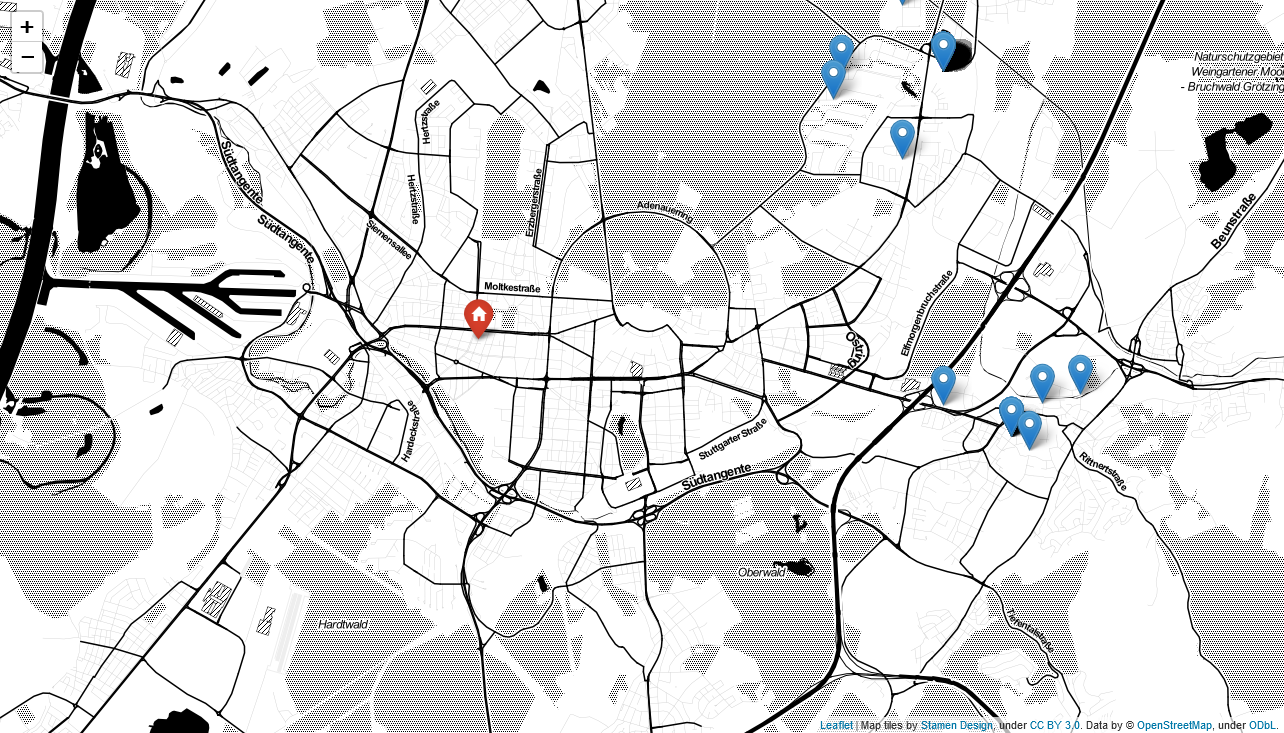 +
−
Naturschutzgebiet
Weingartener Moor
- Bruchwald Grötzing
Hertzstraße
Südtangente
Hertzstraße
Erzbergerstraße
Adenauerring
Beunstraße
Südtangente
Siemensallee
Moltkestraße
Elfmorgenbruchstraße
Hardeckstraße
Stuttgarter Straße
Südtangente
Rittnertstraße
Oberwald
Hardtwald
Leaflet | Map tiles by Stamen Design, under CC BY 3.0. Data by © OpenStreetMap, under ODbL.